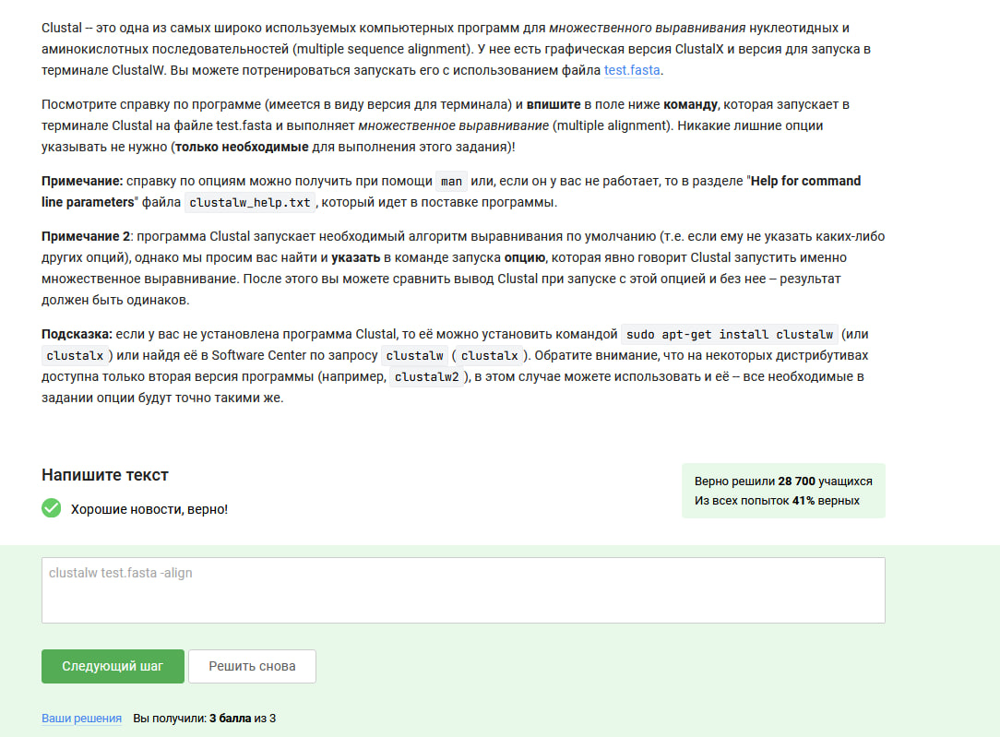 Clustal -- это одна из самых широко используемых компьютерных программ для множественного выравнивания нуклеотидных и
аминокислотных последовательностей (multiple sequence alignment). У нее есть графическая версия ClustalX и версия для запуска в
терминале ClustalW. Вы можете потренироваться запускать его с использованием файла test.fasta.
Посмотрите справку по программе (имеется в виду версия для терминала) и впишите в поле ниже команду, которая запускает в
терминале Clustal на файле test.fasta и выполняет множественное выравнивание (multiple alignment). Никакие лишние опции
указывать не нужно (только необходимые для выполнения этого задания)!
Примечание: справку по опциям можно получить при помощи man или, если он у вас не работает, то в разделе "Help for command
line parameters" файла clustalw_help.txt, который идет в поставке программы.
Примечание 2: программа Clustal запускает необходимый алгоритм выравнивания по умолчанию (т.е. если ему не указать каких-либо
других опций), однако мы просим вас найти и указать в команде запуска опцию, которая явно говорит Clustal запустить именно
множественное выравнивание. После этого вы можете сравнить вывод Clustal при запуске с этой опцией и без нее – результат
должен быть одинаков.
Подсказка: если у вас не установлена программа Clustal, то её можно установить командой sudo apt-get install clustalw (или
clustalx) или найдя её в Software Center по запросу clustalw (clustalx). Обратите внимание, что на некоторых дистрибутивах
доступна только вторая версия программы (например, clustalw2), в этом случае можете использовать и её -- все необходимые в
задании опции будут точно такими же.
Напишите текст
Верно решили 28 700 учащихся
Из всех попыток 41% верных
Хорошие новости, верно!
clustalw test.fasta -align
Следующий шаг
Решить снова
Ваши решения Вы получили: 3 балла из 3